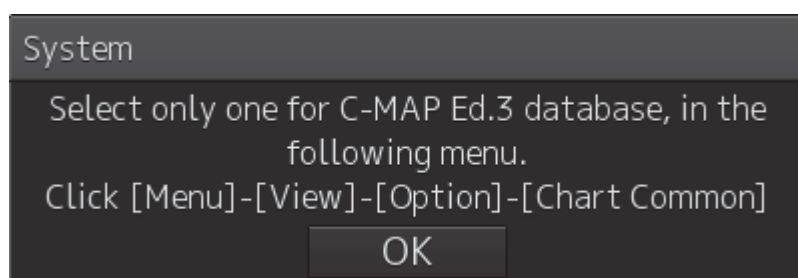 System
Select only one for C-MAP Ed.3 database, in the
following menu.
Click [Menu]-[View]-[Option]-[Chart Common]
OK